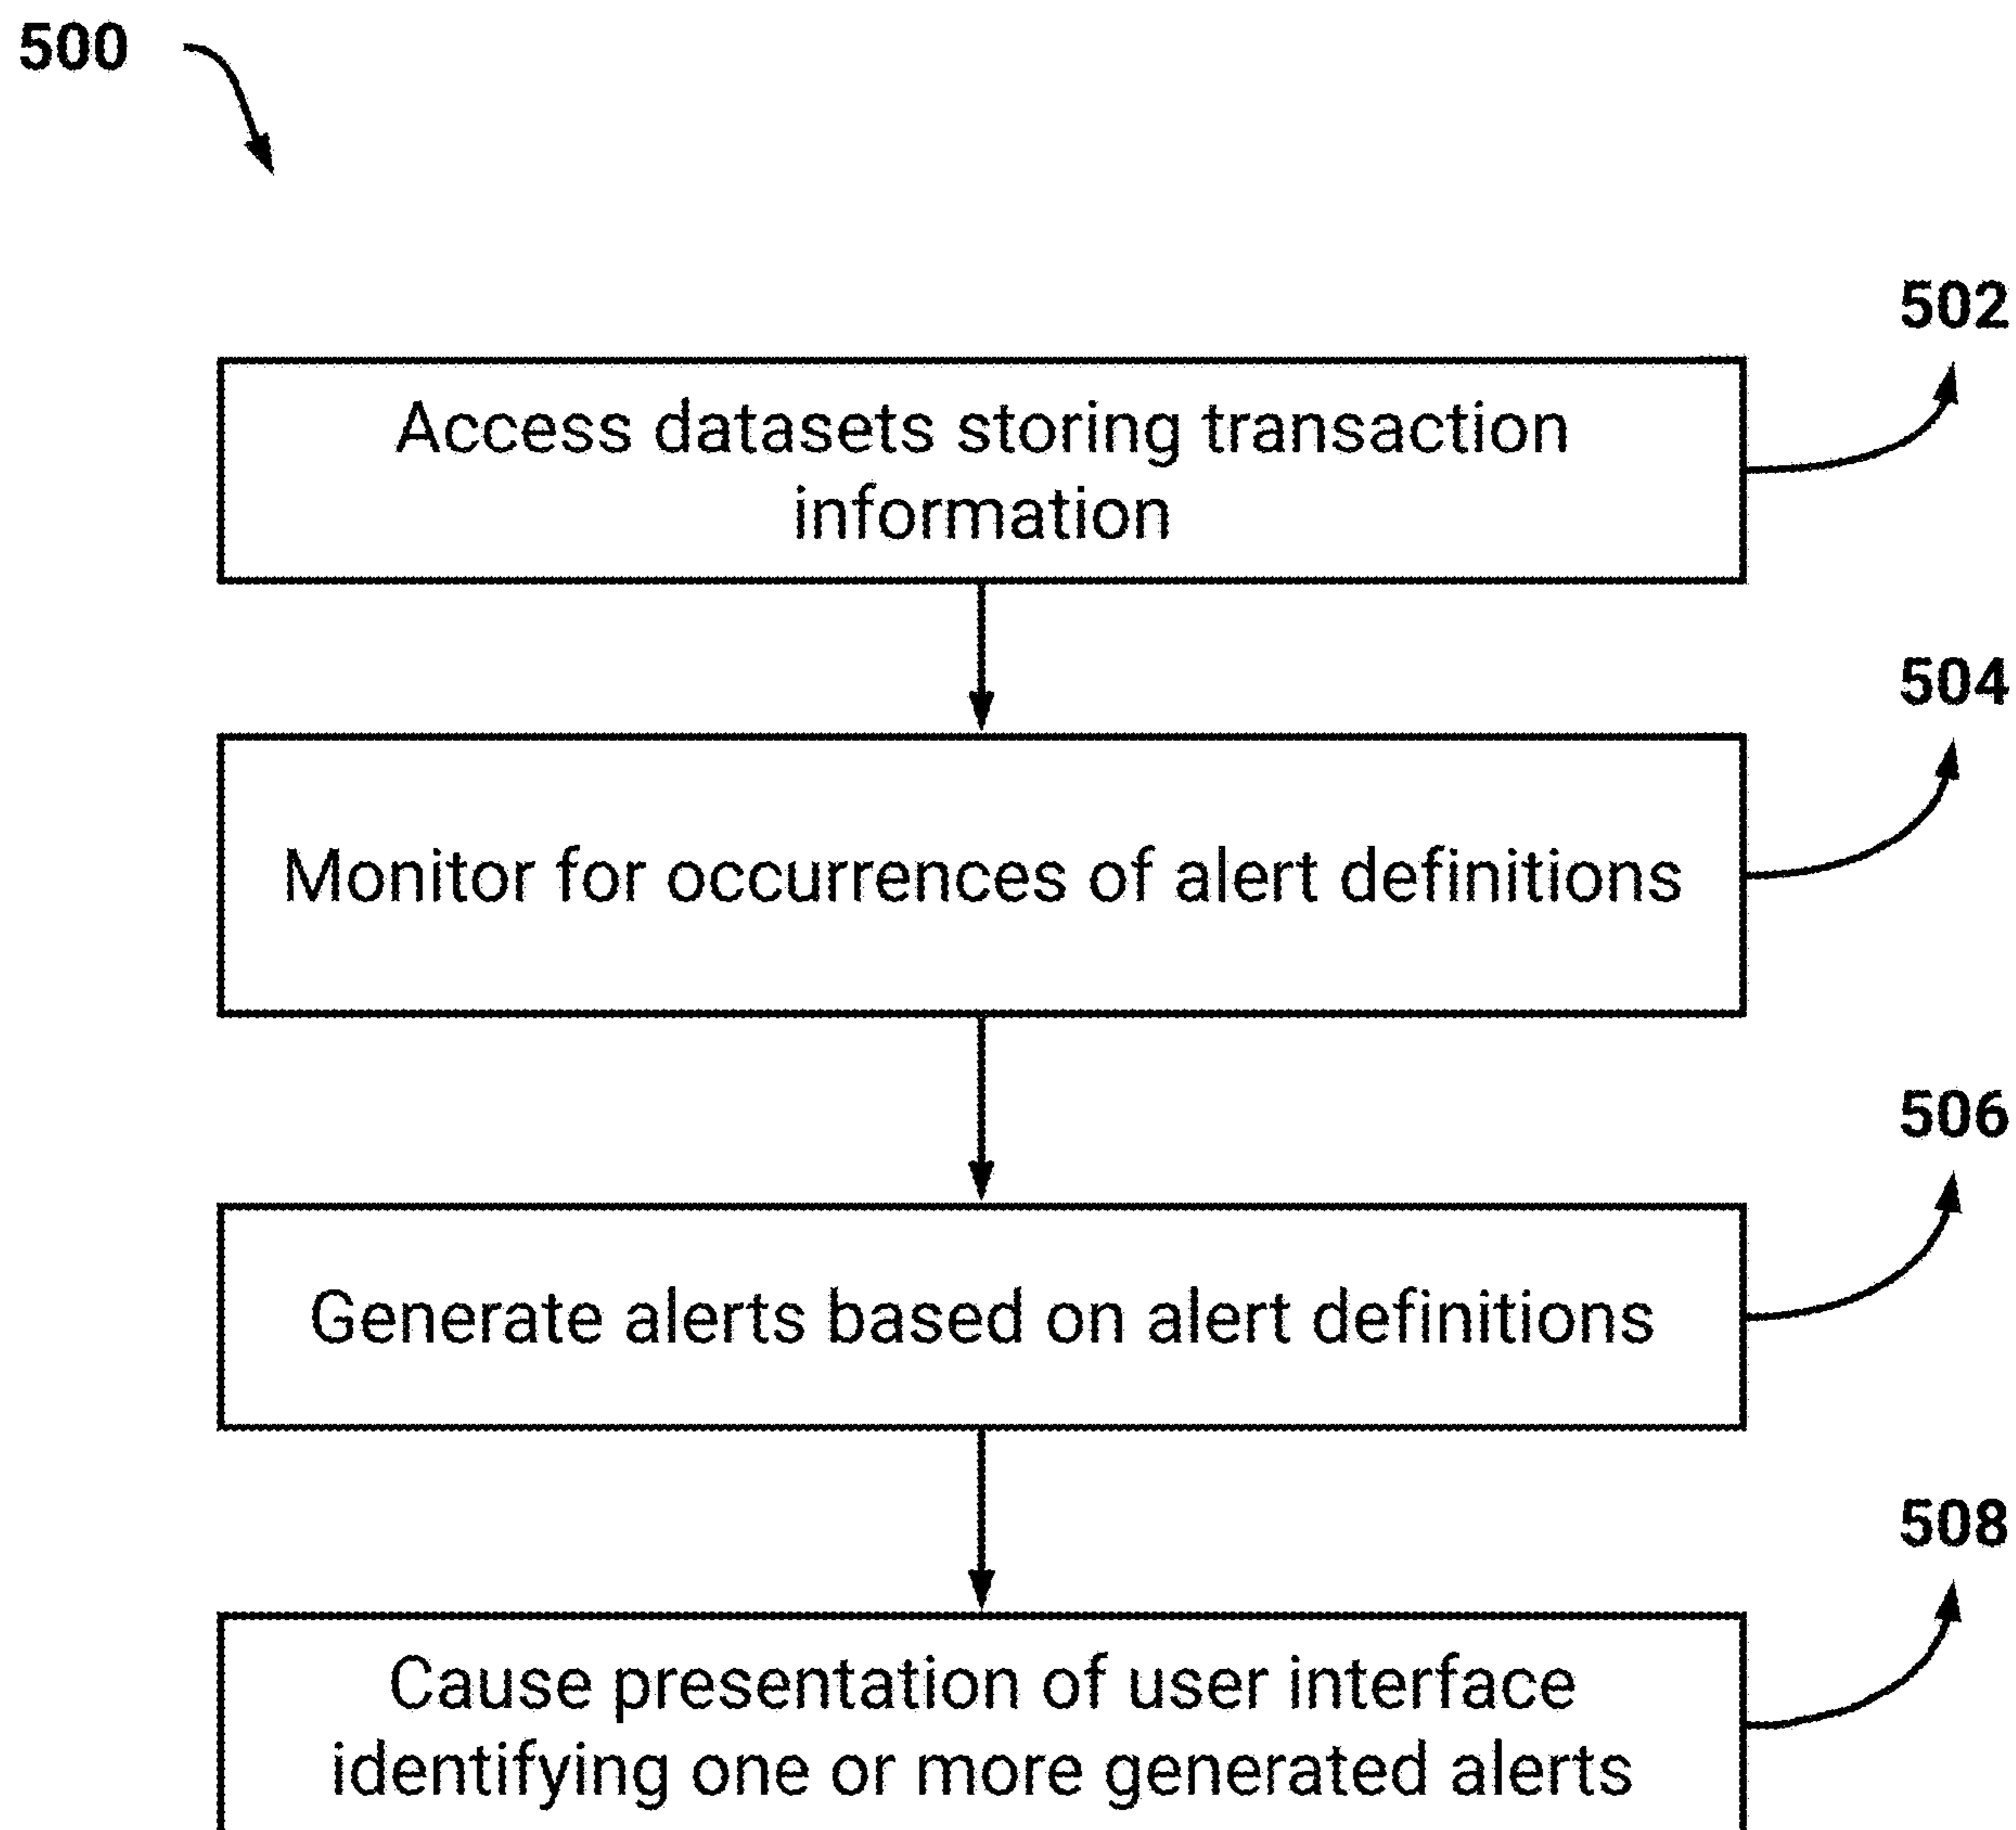 500
502
Access datasets storing transaction
information
504
Monitor for occurrences of alert definitions
506
Generate alerts based on alert definitions
508
Cause presentation of user interface
identifying one or more generated alerts